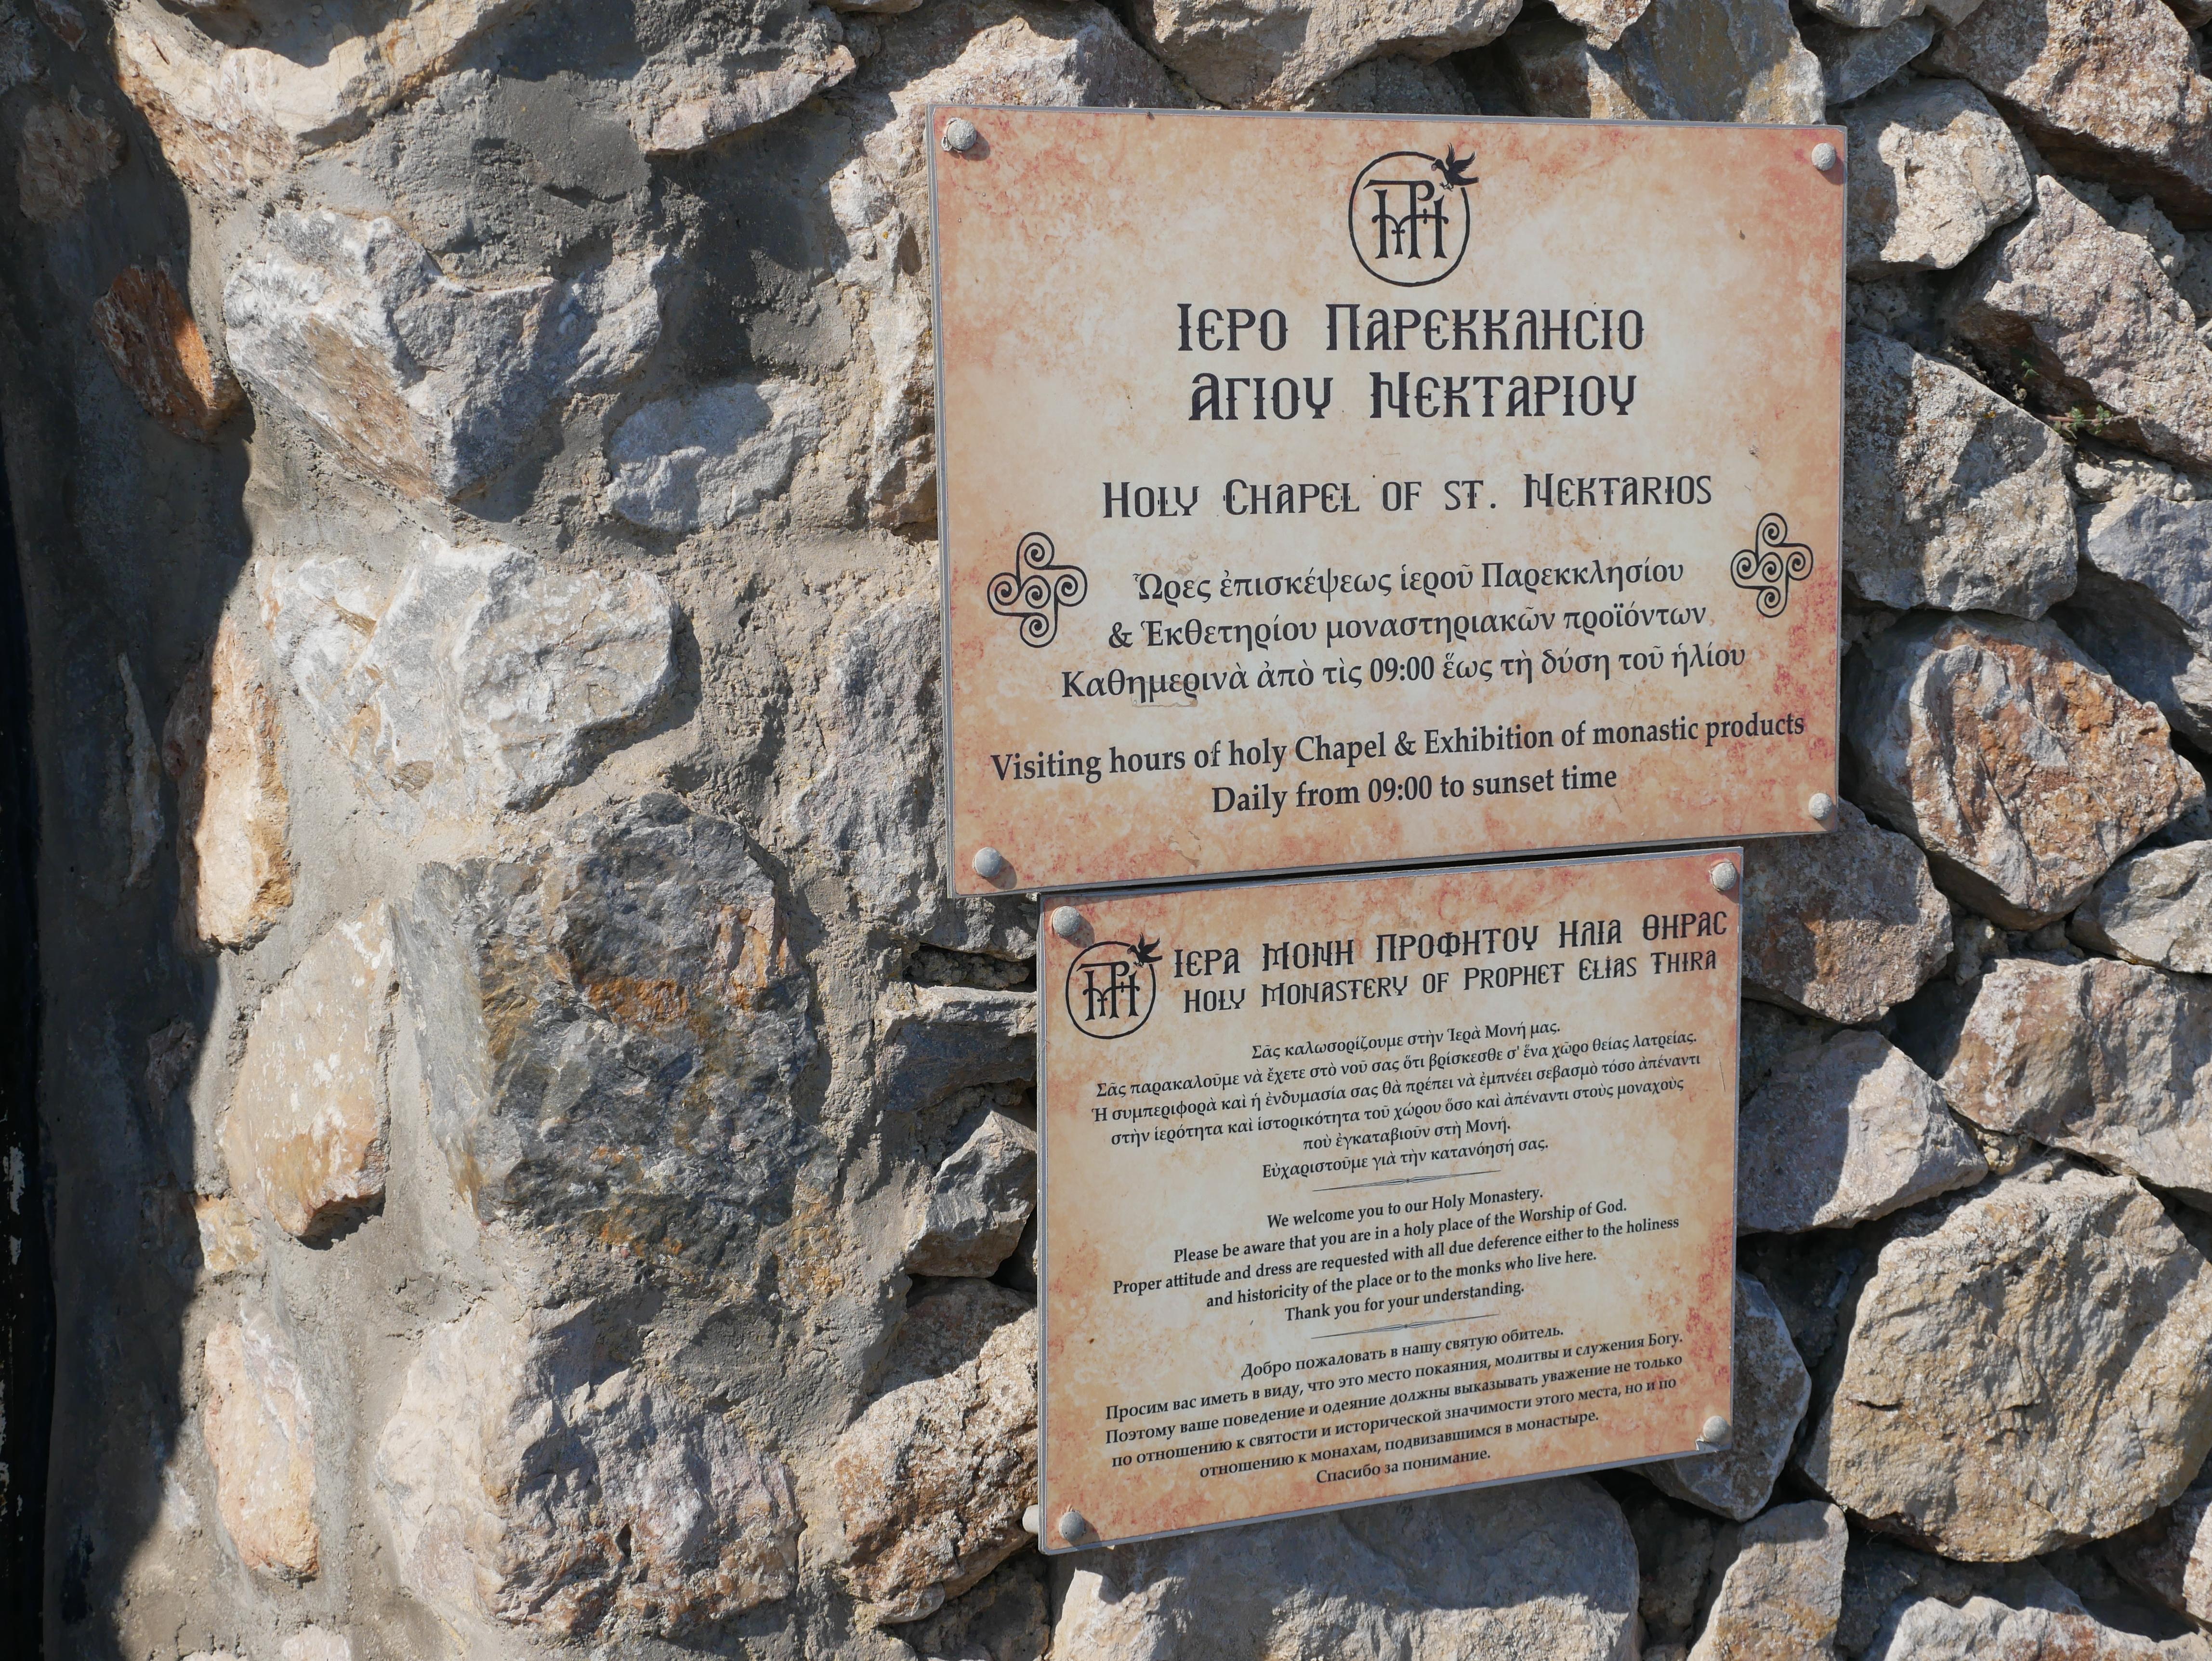 ΙΕΡΟ ΠΑΡΕΚΚΛΗCΙΟ
ΑΓΙΟΥ ΝΕΚΤΑΡΙΟΥ
HOLY CHAPEL OF ST. NEKTARIOS
Ὧρες ἐπισκέψεως ἱεροῦ Παρεκκλησίου
& Ἐκθετηρίου μοναστηριακῶν προϊόντων
Καθημερινὰ ἀπὸ τὶς 09:00 ἕως τὴ δύση τοῦ ἡλίου
Visiting hours of holy Chapel & Exhibition of monastic products
Daily from 09:00 to sunset time
ΙΕΡΑ ΜΟΝΗ ΠΡΟΦΗΤΟΥ ΗΛΙΑ ΘΗΡΑC
HOLY MONASTERY OF PROPHET ELIAS THIRA
Σᾶς καλωσορίζουμε στὴν Ἱερὰ Μονή μας.
Σᾶς παρακαλοῦμε νὰ ἔχετε στὸ νοῦ σας ὅτι βρίσκεσθε σ' ἕνα χῶρο θείας λατρείας.
Ἡ συμπεριφορὰ καὶ ἡ ἐνδυμασία σας θὰ πρέπει νὰ ἐμπνέει σεβασμὸ τόσο ἀπέναντι
στὴν ἱερότητα καὶ ἱστορικότητα τοῦ χώρου ὅσο καὶ ἀπέναντι στοὺς μοναχοὺς
ποὺ ἐγκαταβιοῦν στὴ Μονή.
Εὐχαριστοῦμε γιὰ τὴν κατανόησή σας.
We welcome you to our Holy Monastery.
Please be aware that you are in a holy place of the Worship of God.
Proper attitude and dress are requested with all due deference either to the holiness
and historicity of the place or to the monks who live here.
Thank you for your understanding.
Добро пожаловать в нашу святую обитель.
Просим вас иметь в виду, что это место покаяния, молитвы и служения Богу.
Поэтому ваше поведение и одеяние должны выказывать уважение не только
по отношению к святости и исторической значимости этого места, но и по
отношению к монахам, подвизавшимся в монастыре.
Спасибо за понимание.